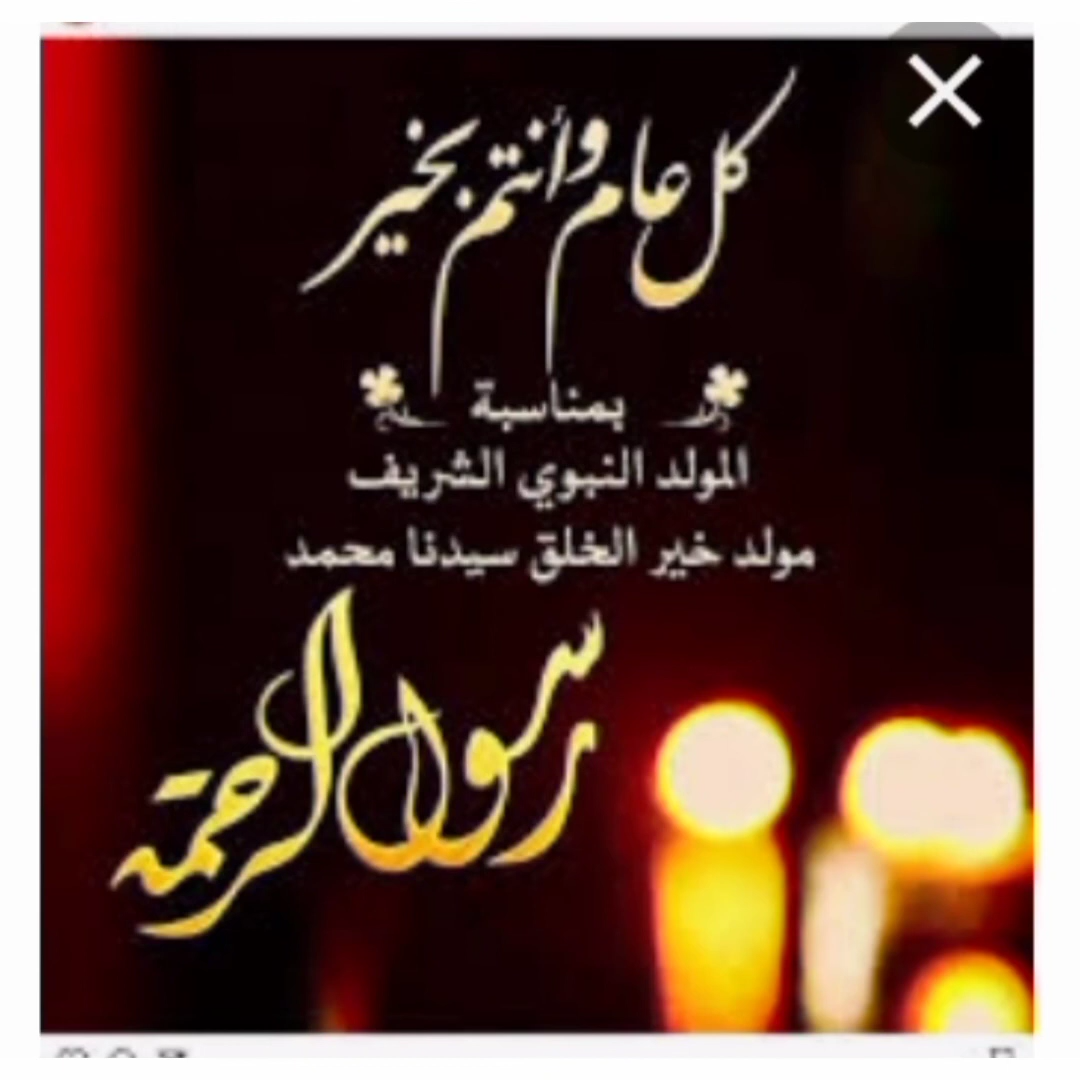 كل عام وأنتم بخير
بمناسبة
المولد النبوي الشريف
مولد خير الخلق سيدنا محمد
رسول الرحمة